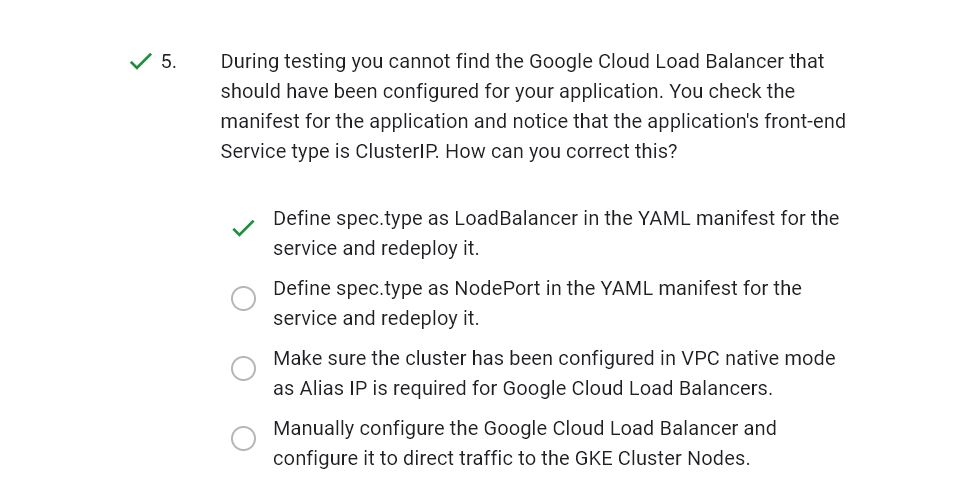 5. During testing you cannot find the Google Cloud Load Balancer that
should have been configured for your application. You check the
manifest for the application and notice that the application's front-end
Service type is ClusterIP. How can you correct this?
Define spec.type as LoadBalancer in the YAML manifest for the
service and redeploy it.
Define spec.type as NodePort in the YAML manifest for the
service and redeploy it.
Make sure the cluster has been configured in VPC native mode
as Alias IP is required for Google Cloud Load Balancers.
Manually configure the Google Cloud Load Balancer and
configure it to direct traffic to the GKE Cluster Nodes.